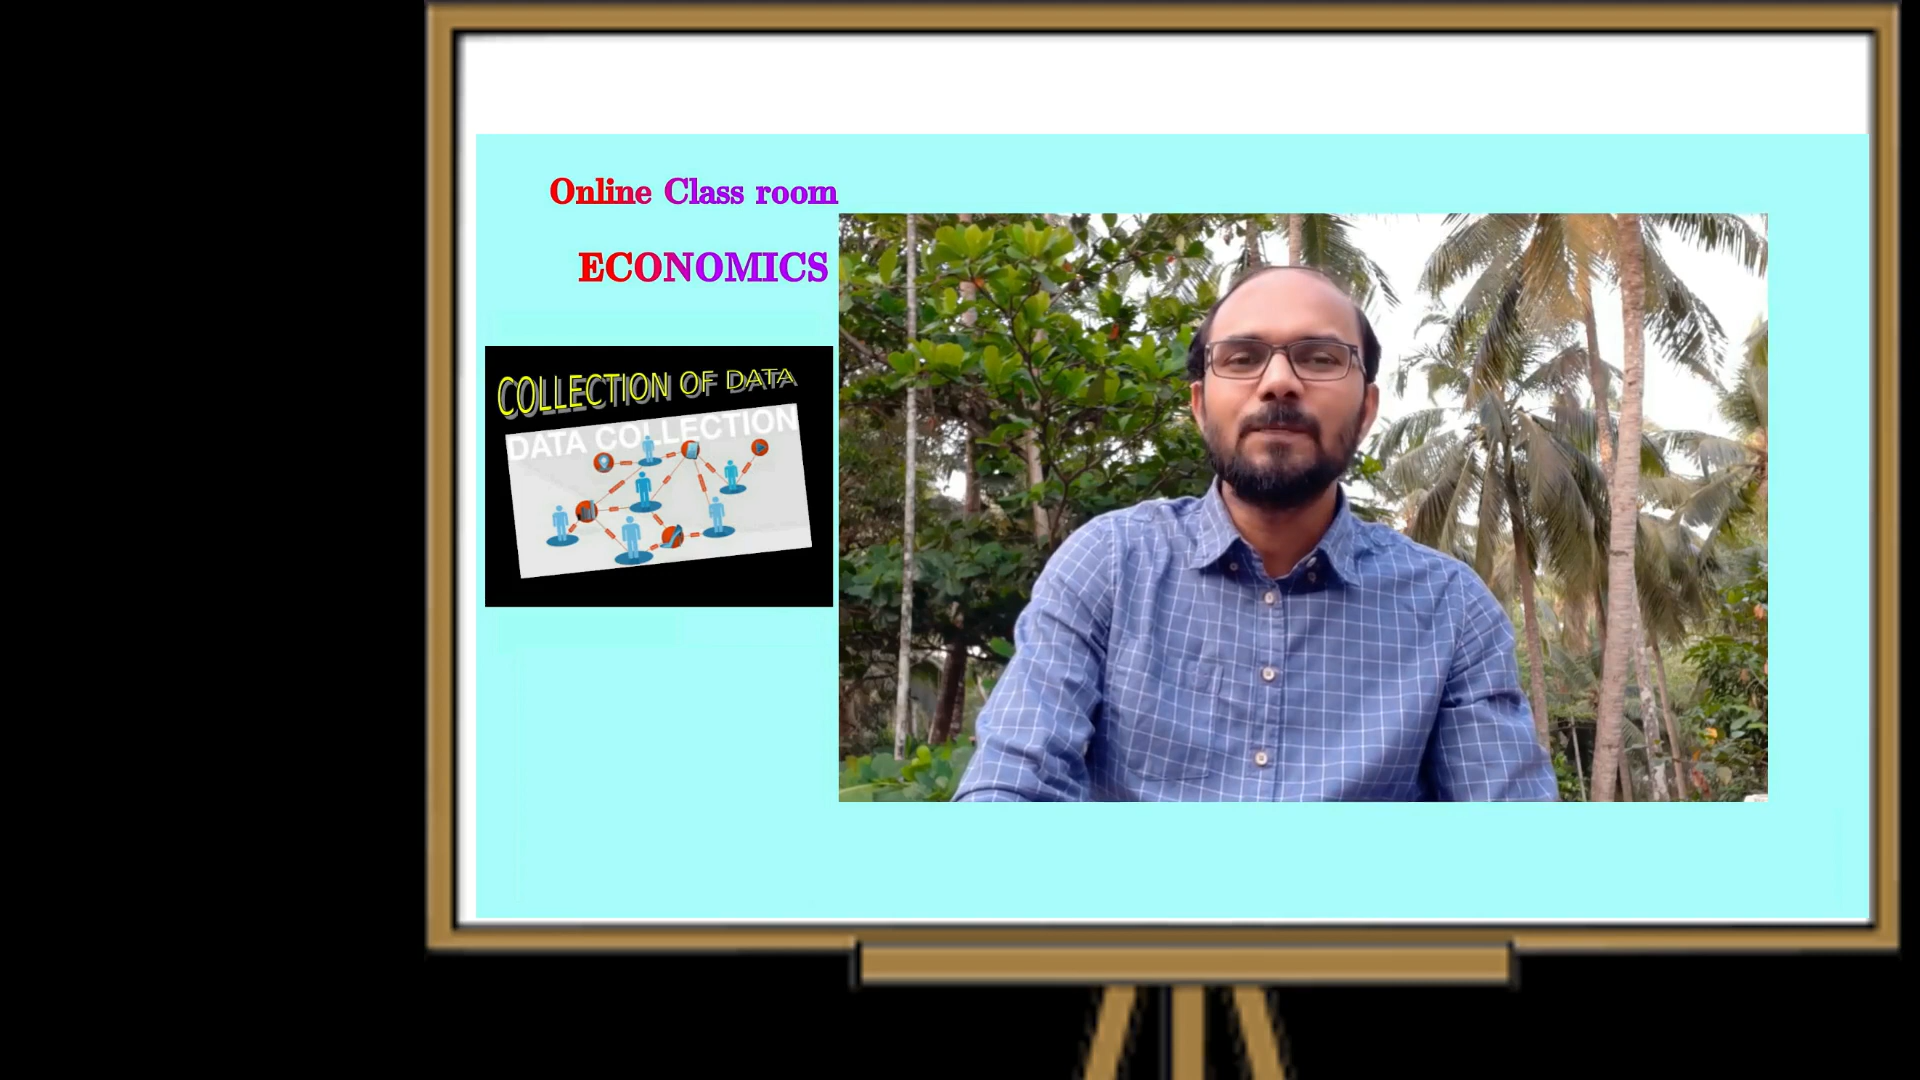 Online Class room
ECONOMICS
COLLECTION OF DATA
DATA COLLECTION